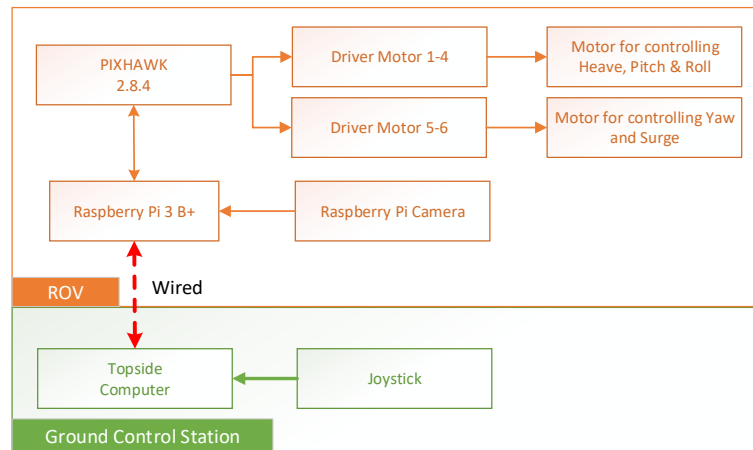 PIXHAWK
2.8.4
Driver Motor 1-4
Motor for controlling
Heave, Pitch & Roll
Driver Motor 5-6
Motor for controlling Yaw
and Surge
Raspberry Pi 3 B+
Raspberry Pi Camera
Wired
ROV
Topside
Computer
Joystick
Ground Control Station